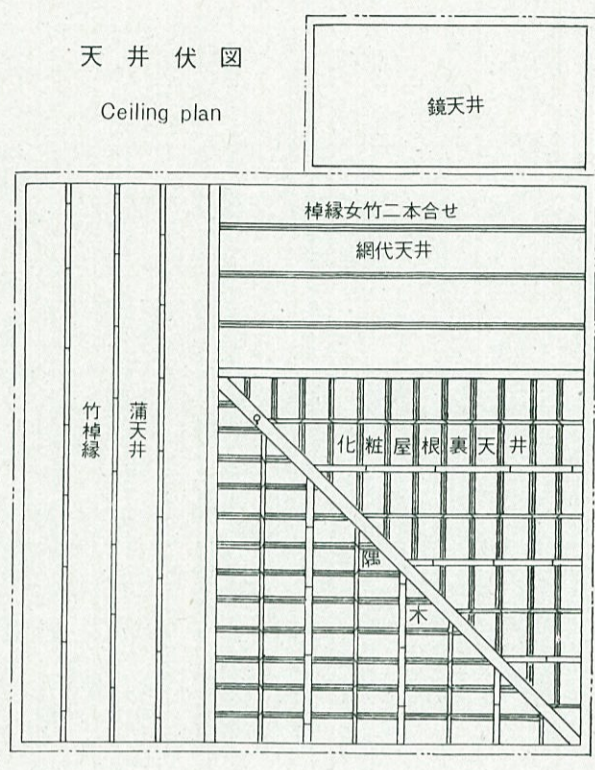 天井伏図
Ceiling plan
鏡天井
棹縁女竹二本合せ
網代天井
化粧屋根裏天井
蒲天井
竹棹縁
隅木